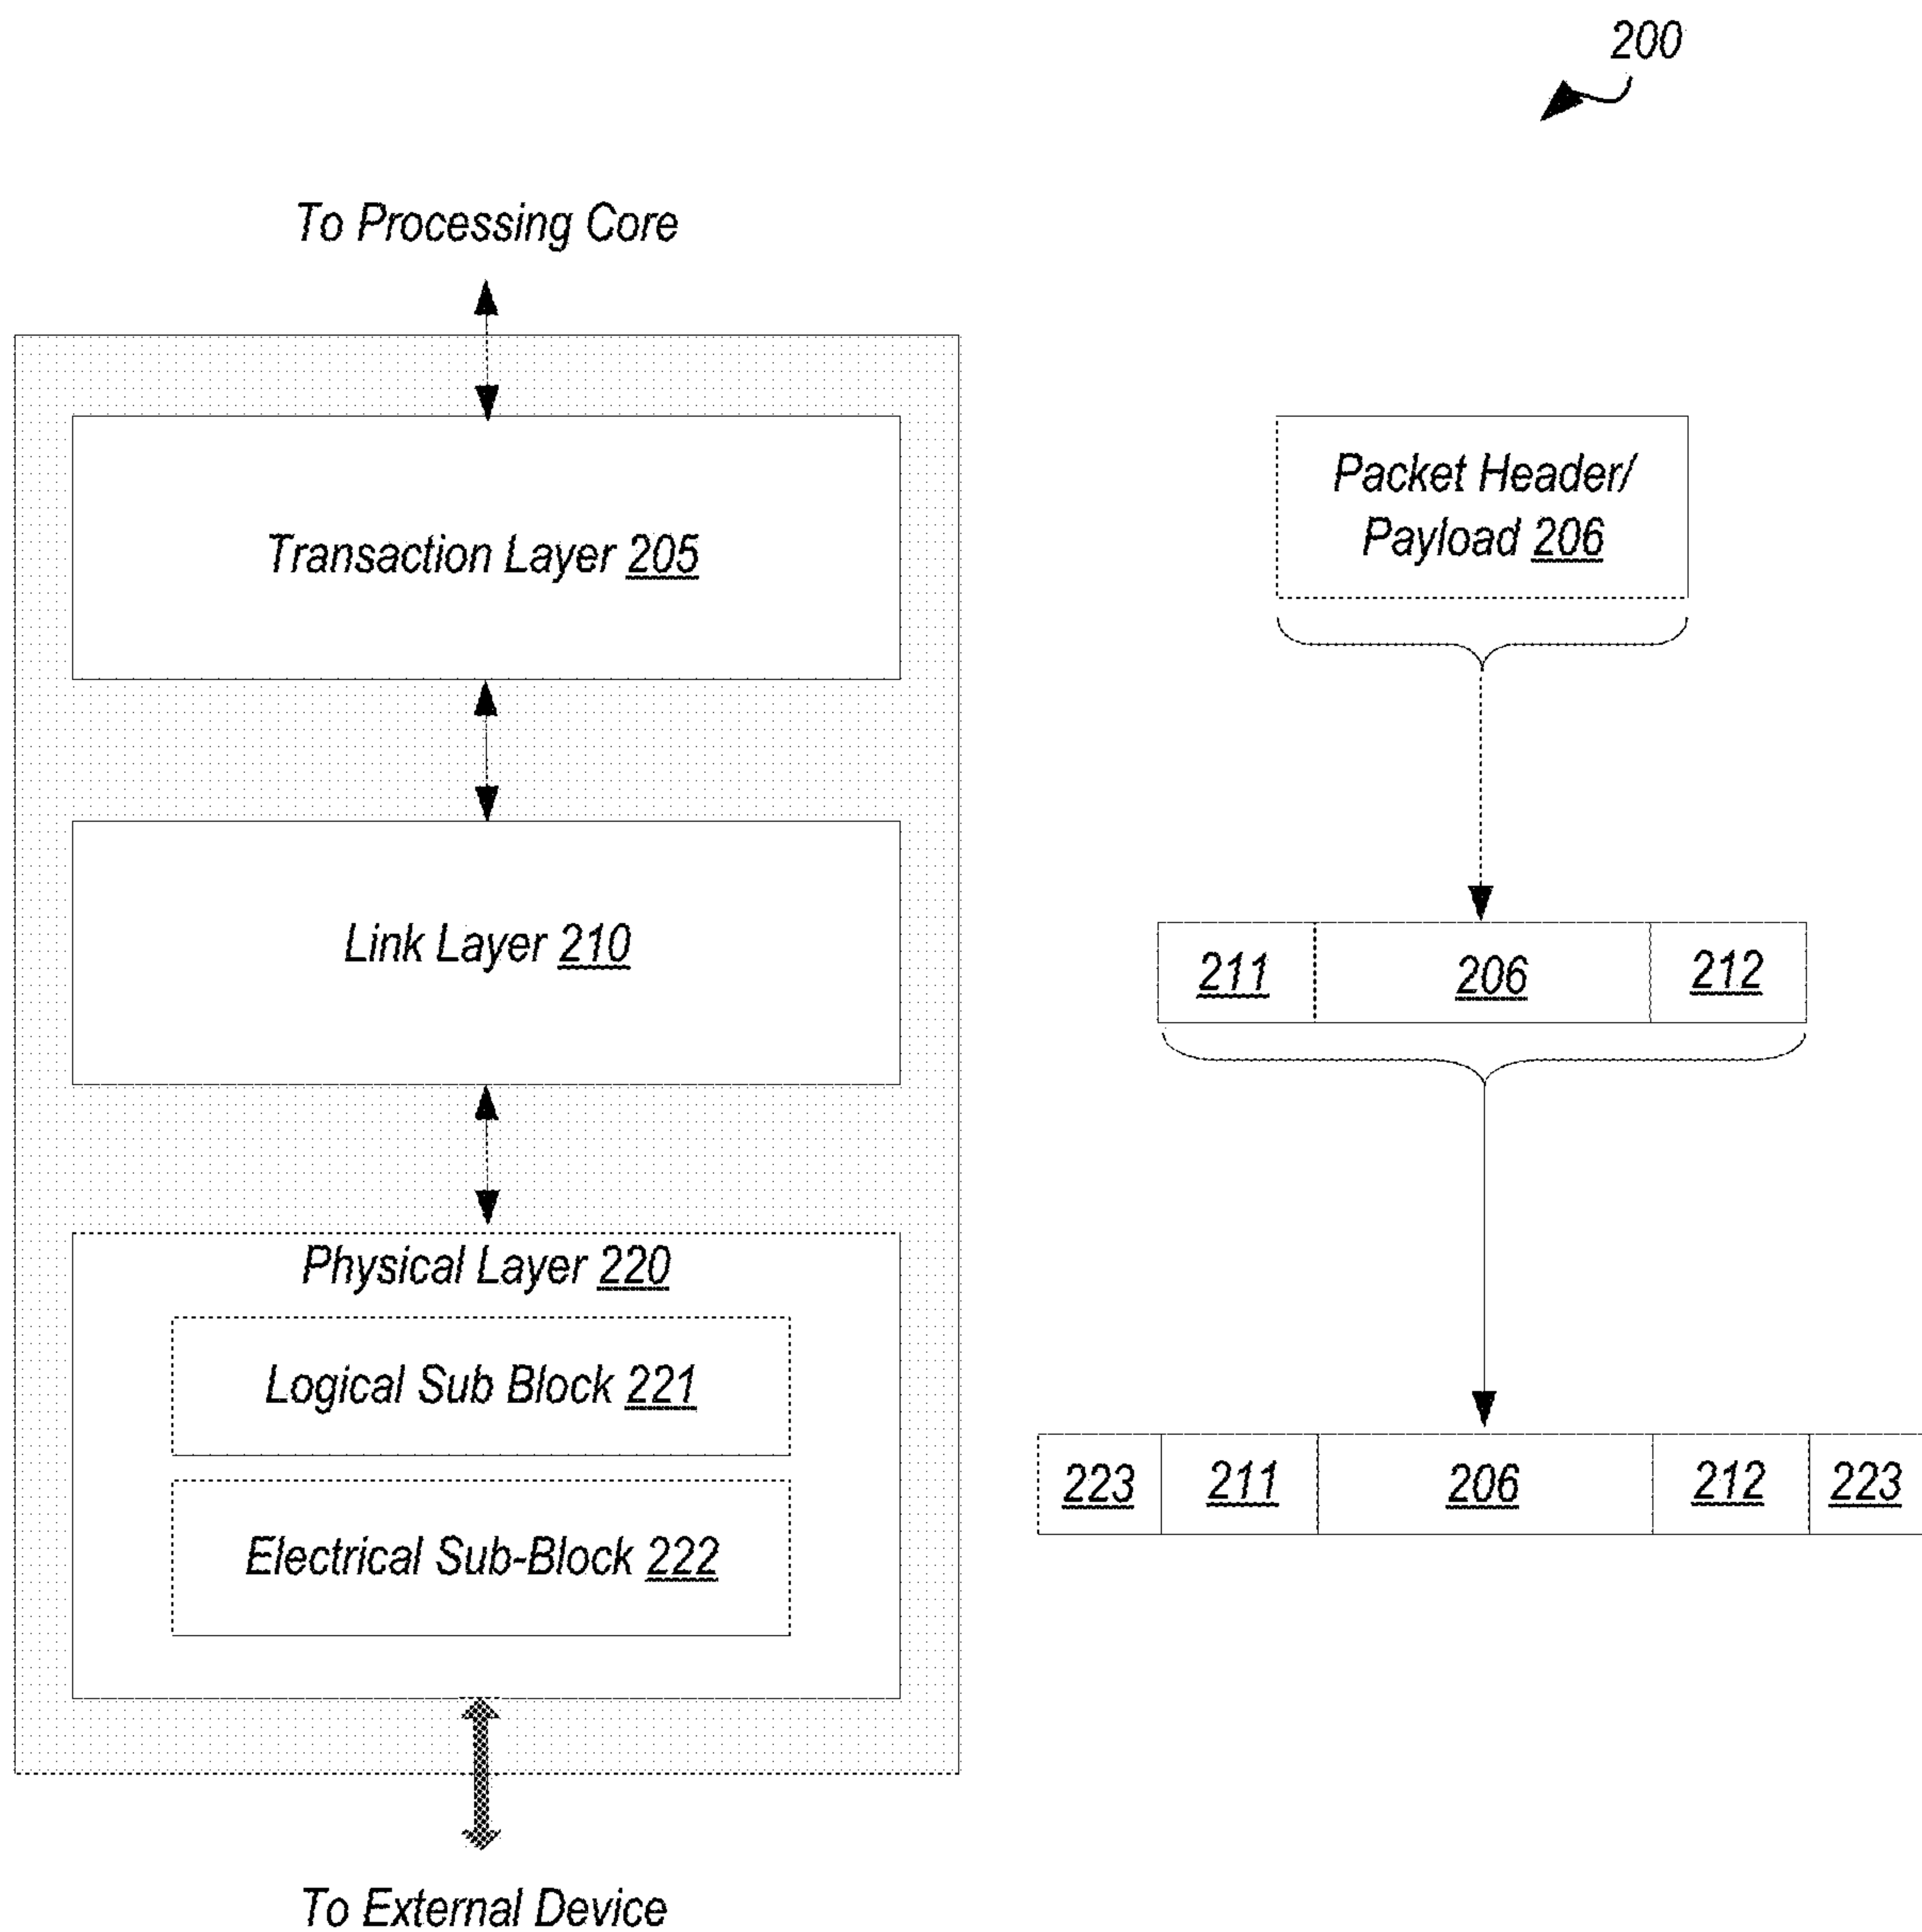 200
To Processing Core
Transaction Layer 205
Packet Header/
Payload 206
Link Layer 210
211 206 212
Physical Layer 220
Logical Sub Block 221
Electrical Sub-Block 222
223 211 206 212 223
To External Device